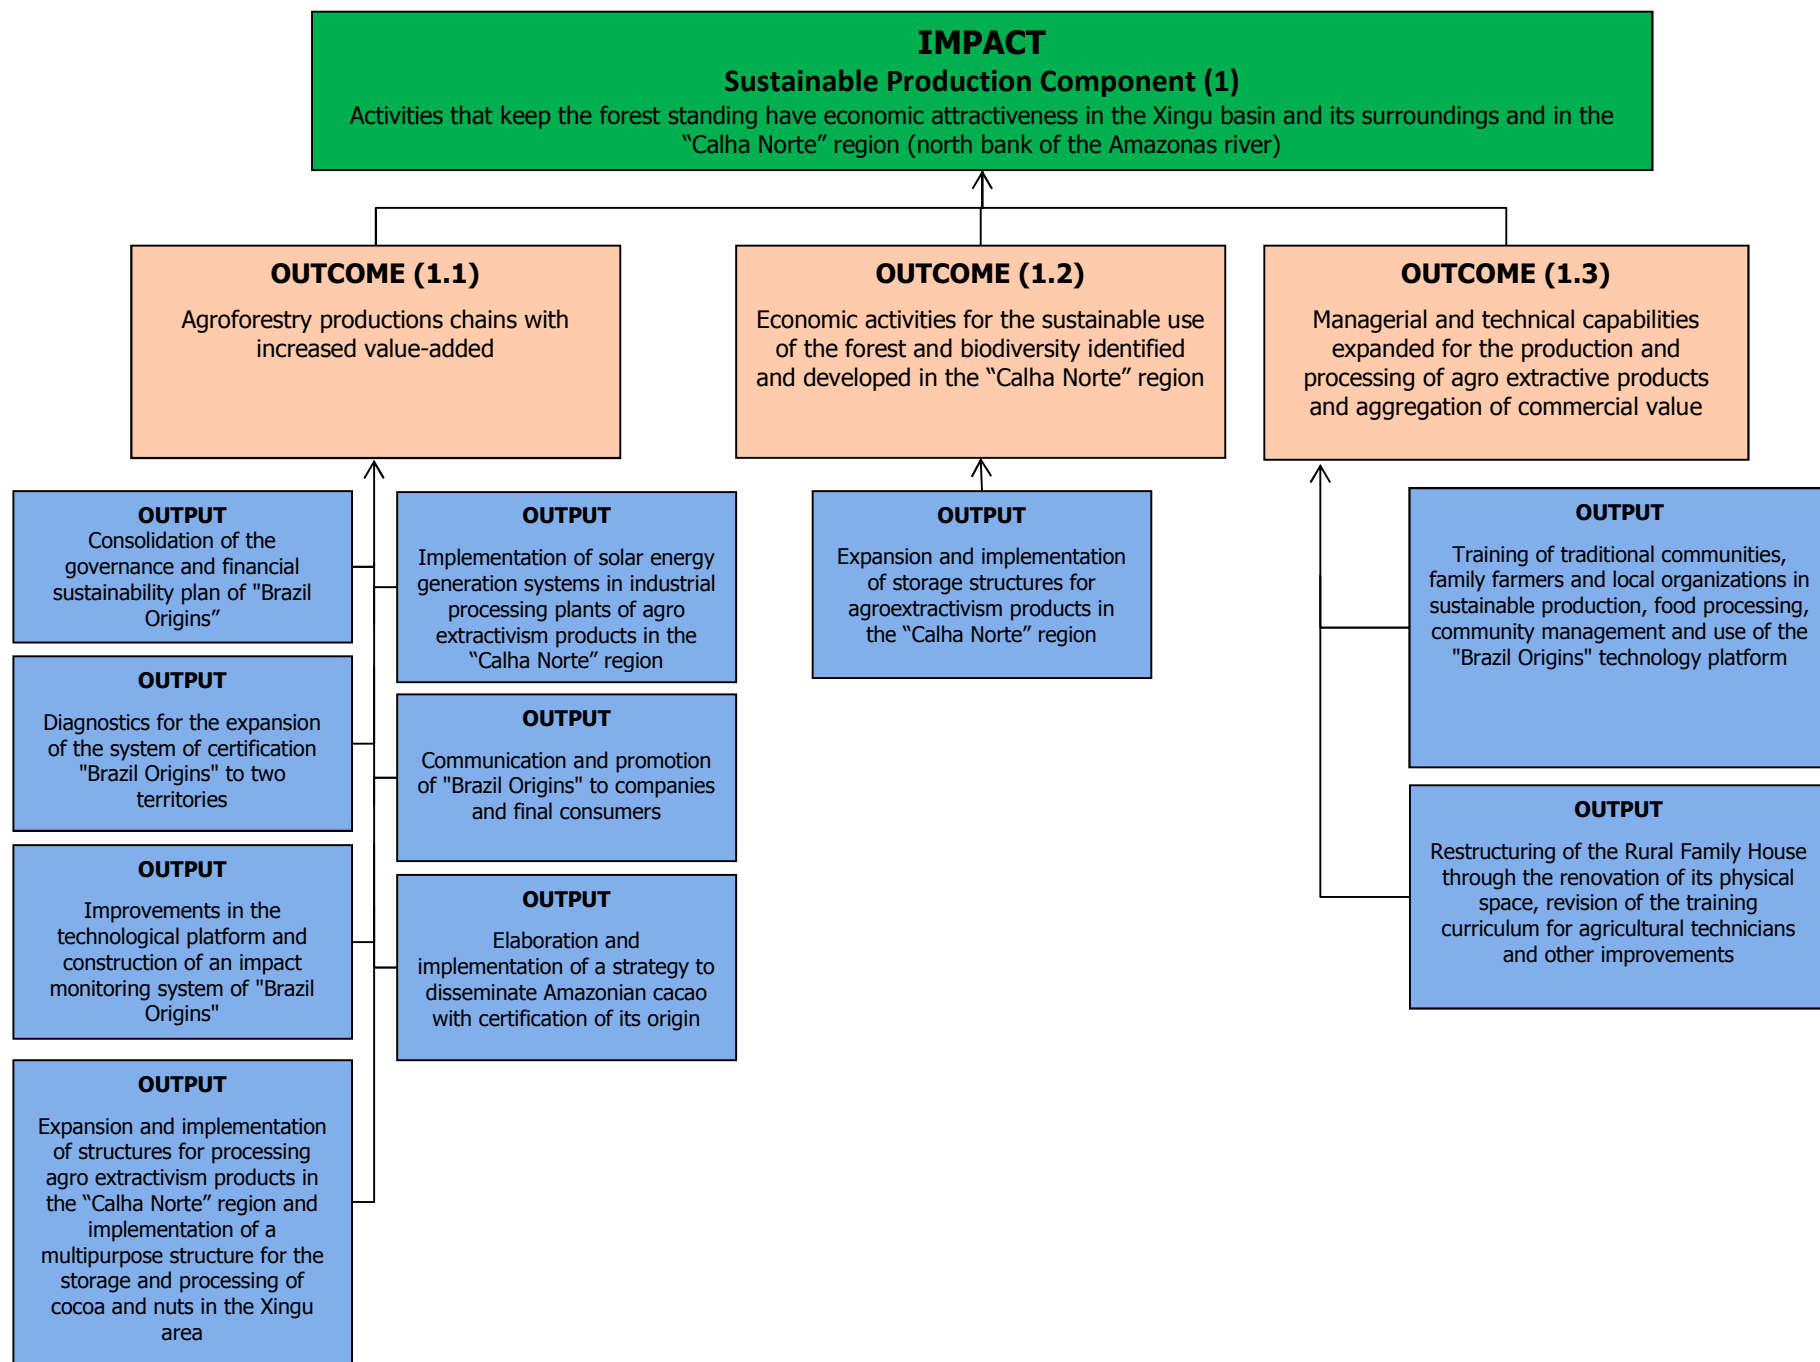 IMPACT
Sustainable Production Component (1)
Activities that keep the forest standing have economic attractiveness in the Xingu basin and its surroundings and in the
“Calha Norte” region (north bank of the Amazonas river)
OUTCOME (1.1)
Agroforestry productions chains with
increased value-added
OUTCOME (1.2)
Economic activities for the sustainable use
of the forest and biodiversity identified
and developed in the “Calha Norte” region
OUTCOME (1.3)
Managerial and technical capabilities
expanded for the production and
processing of agro extractive products
and aggregation of commercial value
OUTPUT
Consolidation of the
governance and financial
sustainability plan of "Brazil
Origins”
OUTPUT
Diagnostics for the expansion
of the system of certification
"Brazil Origins" to two
territories
OUTPUT
Improvements in the
technological platform and
construction of an impact
monitoring system of "Brazil
Origins"
OUTPUT
Expansion and implementation
of structures for processing
agro extractivism products in
the “Calha Norte” region and
implementation of a
multipurpose structure for the
storage and processing of
cocoa and nuts in the Xingu
area
OUTPUT
Implementation of solar energy
generation systems in industrial
processing plants of agro
extractivism products in the
“Calha Norte” region
OUTPUT
Communication and promotion
of "Brazil Origins" to companies
and final consumers
OUTPUT
Elaboration and
implementation of a strategy to
disseminate Amazonian cacao
with certification of its origin
OUTPUT
Expansion and implementation
of storage structures for
agroextractivism products in
the “Calha Norte” region
OUTPUT
Training of traditional communities,
family farmers and local organizations in
sustainable production, food processing,
community management and use of the
"Brazil Origins" technology platform
OUTPUT
Restructuring of the Rural Family House
through the renovation of its physical
space, revision of the training
curriculum for agricultural technicians
and other improvements